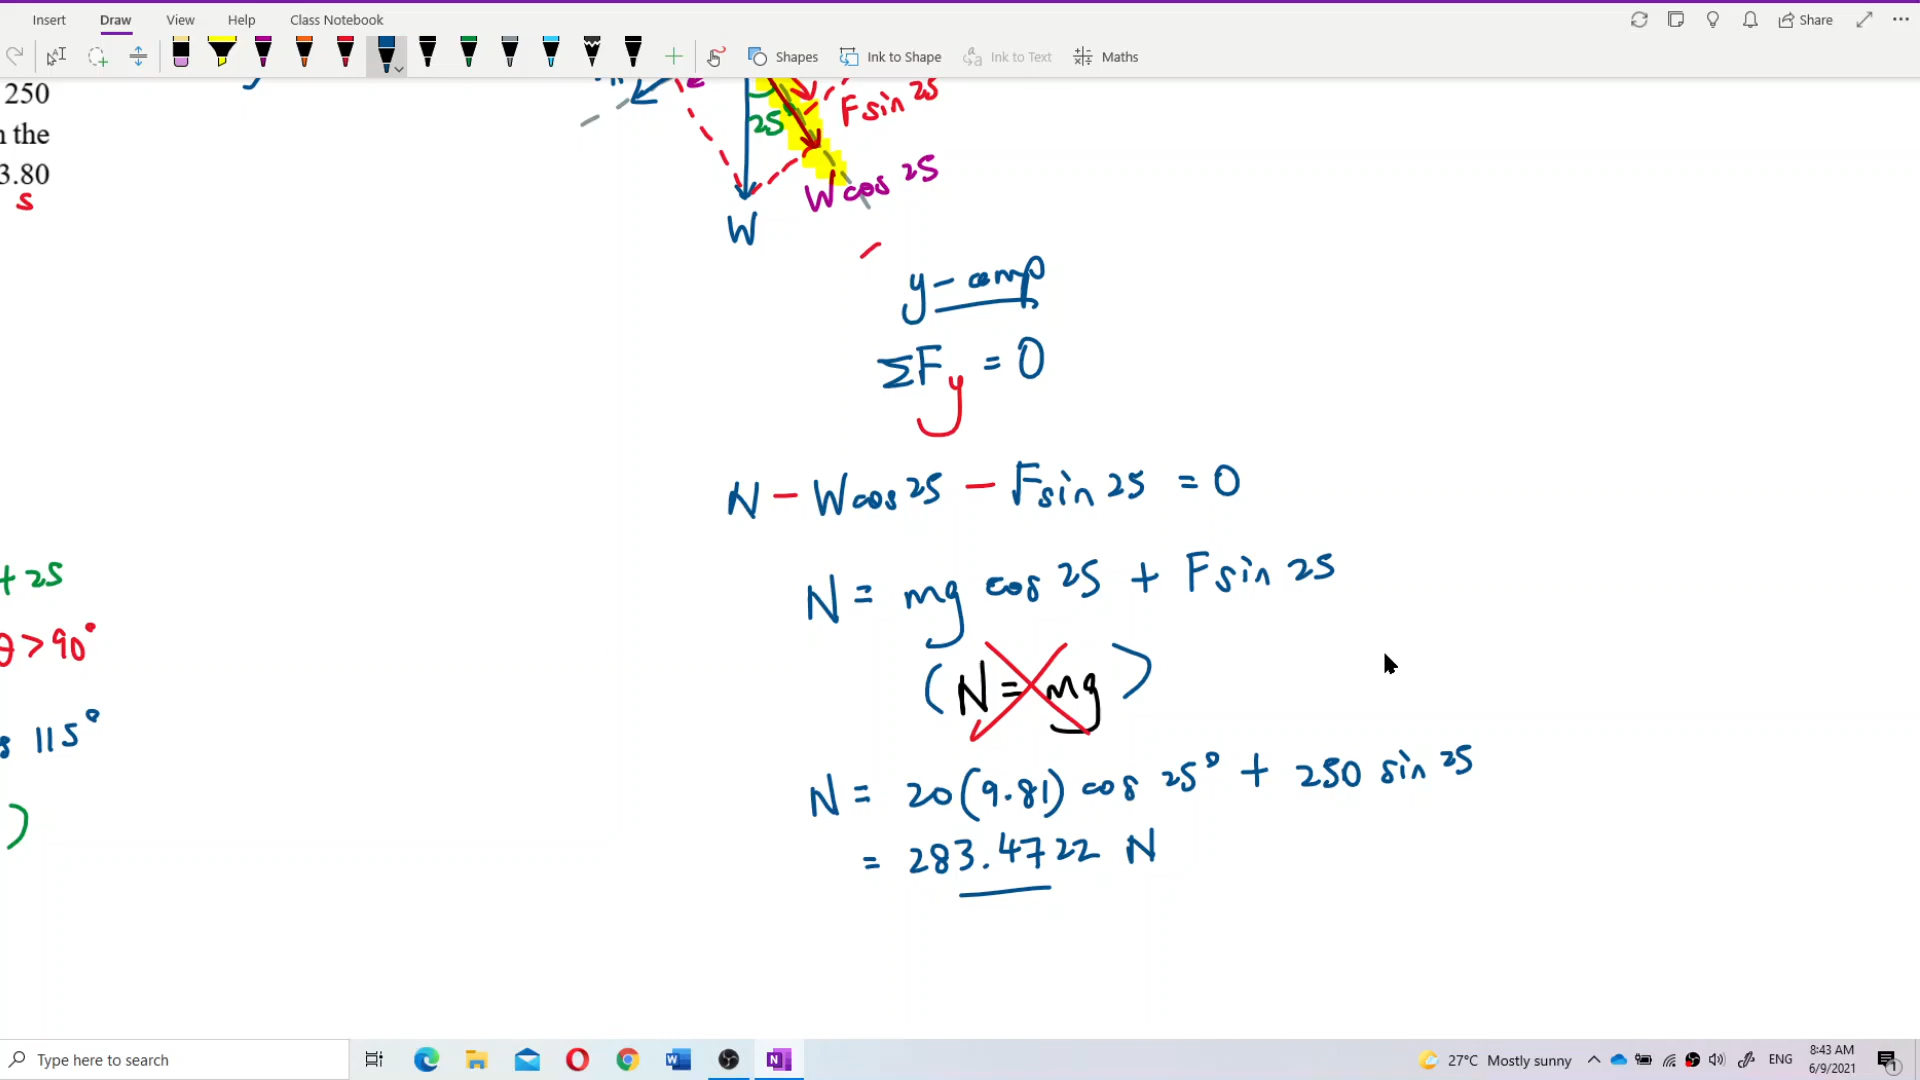 Insert Draw View Help Class Notebook Share
Shapes Ink to Shape Ink to Text Maths
250
n the
3.80
s
25
F sin 25
W cos 25
W
y - comp
ΣFy = 0
N - Wcos 25 - Fsin 25 = 0
N = mg cos 25 + Fsin 25
(N = mg)
N = 20(9.81) cos 25° + 250 sin 25
= 283.4722 N
+ 25
θ > 90°
s 115°
)
Type here to search
27°C Mostly sunny ENG 8:43 AM
6/9/2021
1